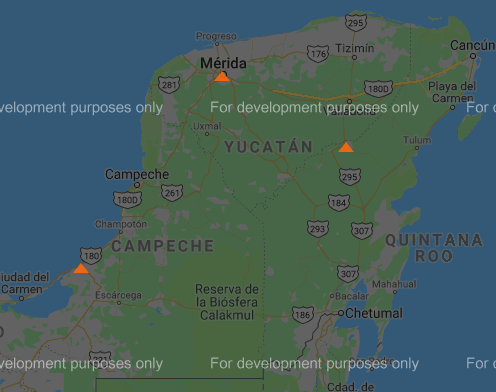 295
Progreso
176
Tizimín
Cancún
Mérida
281
180D
Playa del
Carmen
For development purposes only
For development purposes only
For
Valladolid
Uxmal
YUCATÁN
Tulum
Campeche
295
180D
261
184
Champotón
293
307
CAMPECHE
QUINTANA
ROO
180
307
Ciudad del
Carmen
Escárcega
Reserva de
la Biósfera
Calakmul
Mahahual
Bacalar
186
Chetumal
For development purposes only
For development purposes only
For
Cdad. de